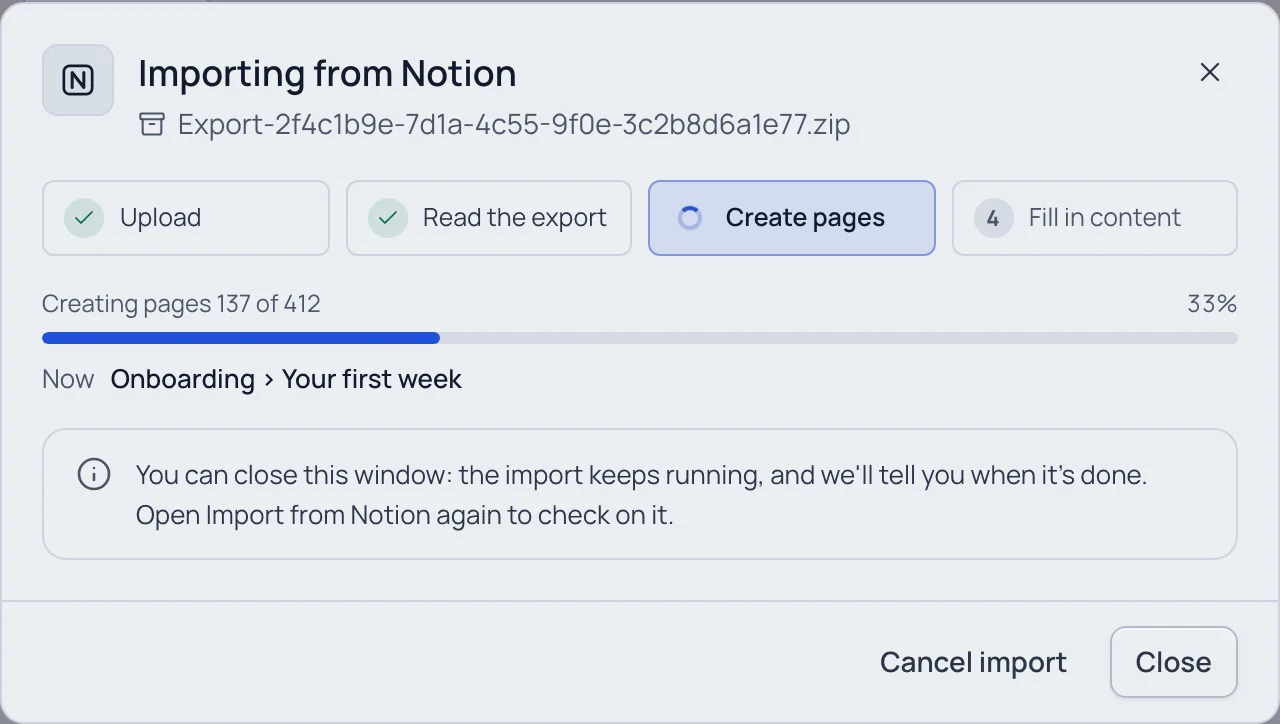 N
Importing from Notion
Export-2f4c1b9e-7d1a-4c55-9f0e-3c2b8d6a1e77.zip
Upload
Read the export
Create pages
4 Fill in content
Creating pages 137 of 412
33%
Now Onboarding > Your first week
You can close this window: the import keeps running, and we'll tell you when it's done.
Open Import from Notion again to check on it.
Cancel import
Close